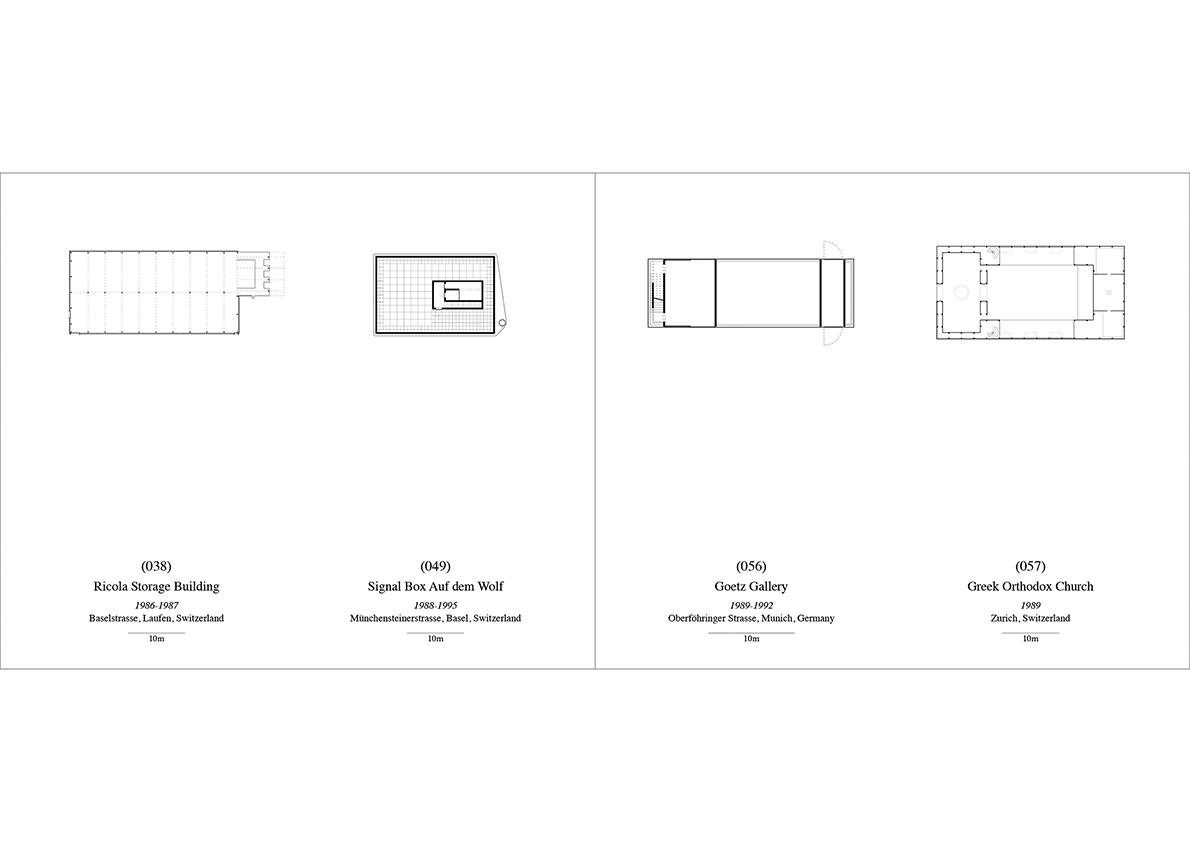 (038)
Ricola Storage Building
1986-1987
Baselstrasse, Laufen, Switzerland
10m
(049)
Signal Box Auf dem Wolf
1988-1995
Münchensteinerstrasse, Basel, Switzerland
10m
(056)
Goetz Gallery
1989-1992
Oberföhringer Strasse, Munich, Germany
10m
(057)
Greek Orthodox Church
1989
Zurich, Switzerland
10m